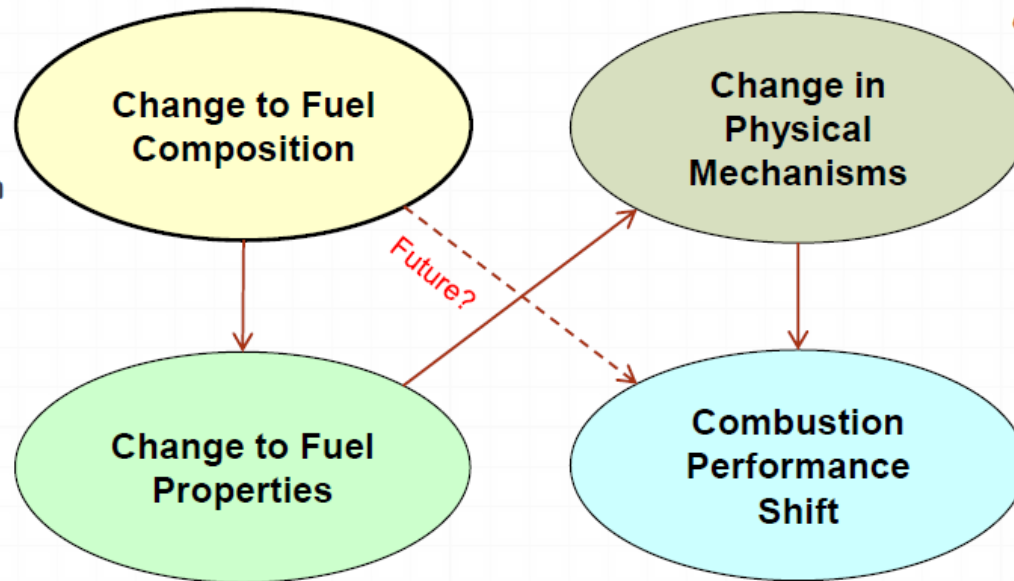 Change to Fuel
Composition
Change in
Physical
Mechanisms
Future?
Change to Fuel
Properties
Combustion
Performance
Shift